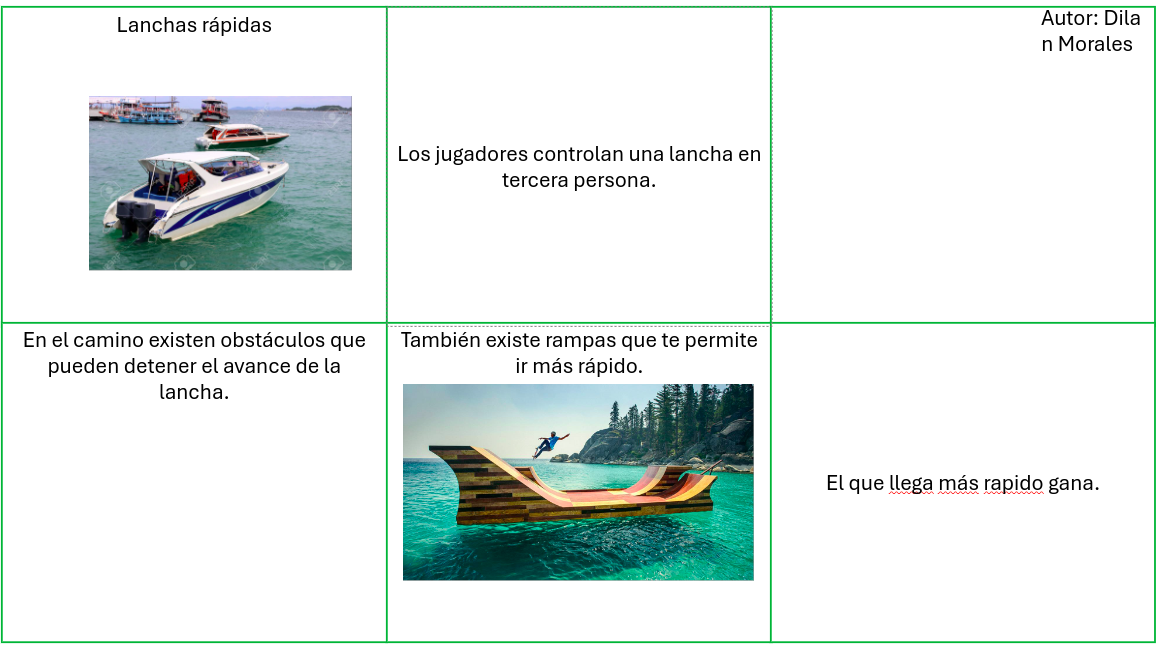 Lanchas rápidas
Los jugadores controlan una lancha en
tercera persona.
Autor: Dila
n Morales
En el camino existen obstáculos que
pueden detener el avance de la
lancha.
También existe rampas que te permite
ir más rápido.
El que llega más rapido gana.